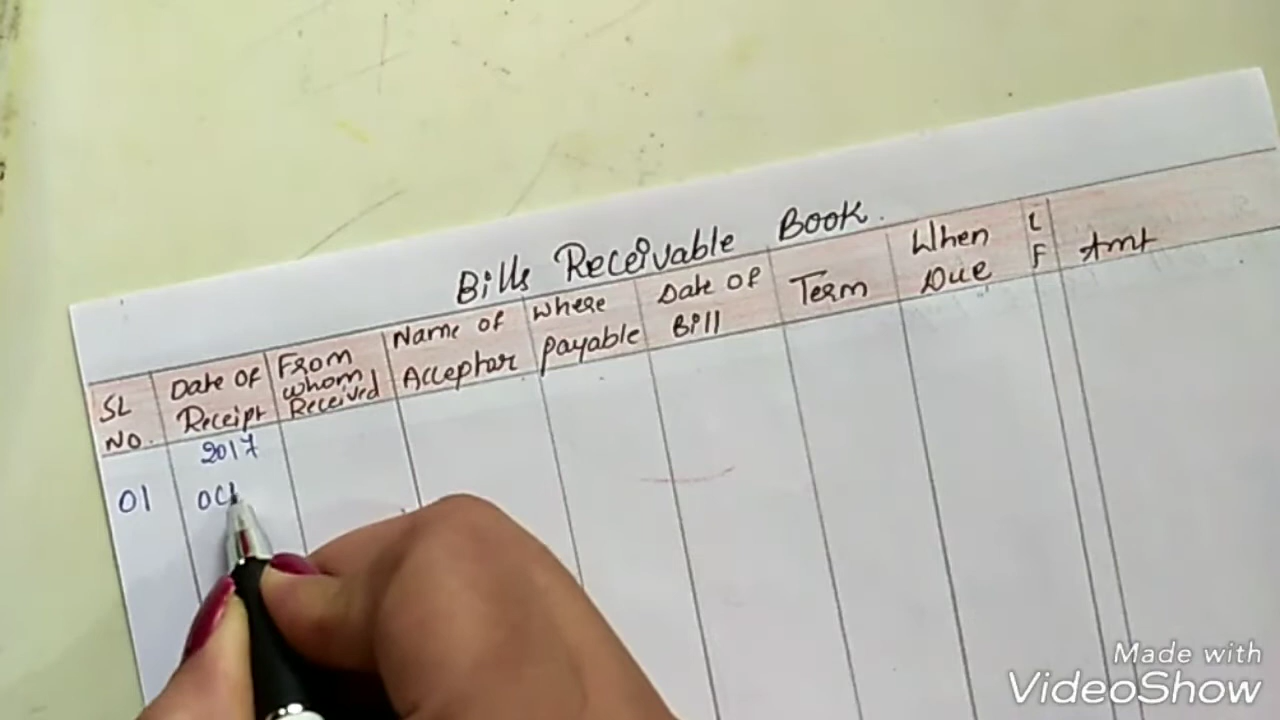 Bills Receivable Book.
SL No.
Date Of Receipt
From whom Received
Name of Acceptor
Where payable
Date Of Bill
Term
When Due
L F
Amt
2017
01
Made with
VideoShow